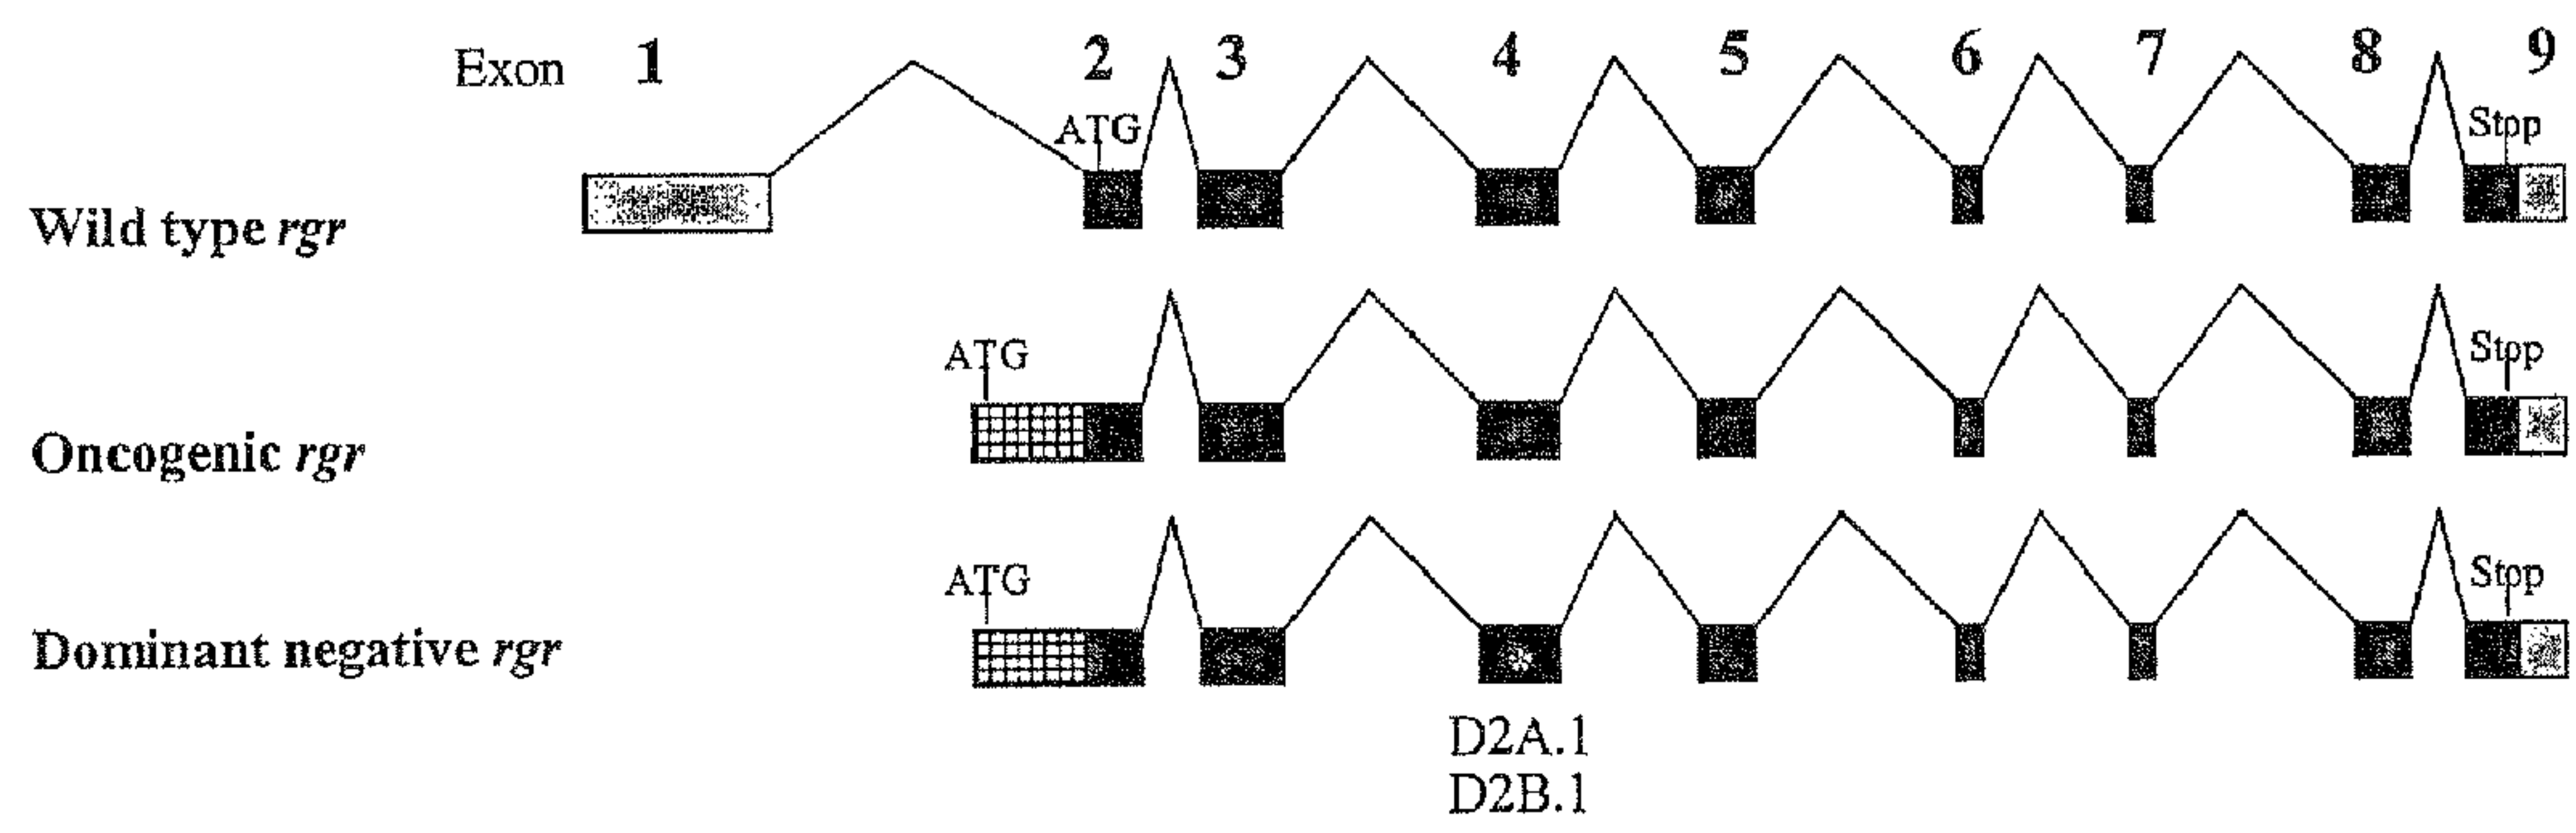 Exon 1 2 3 4 5 6 7 8 9
ATG Stop
Wild type rgr
ATG Stop
Oncogenic rgr
ATG Stop
Dominant negative rgr
*
D2A.1
D2B.1